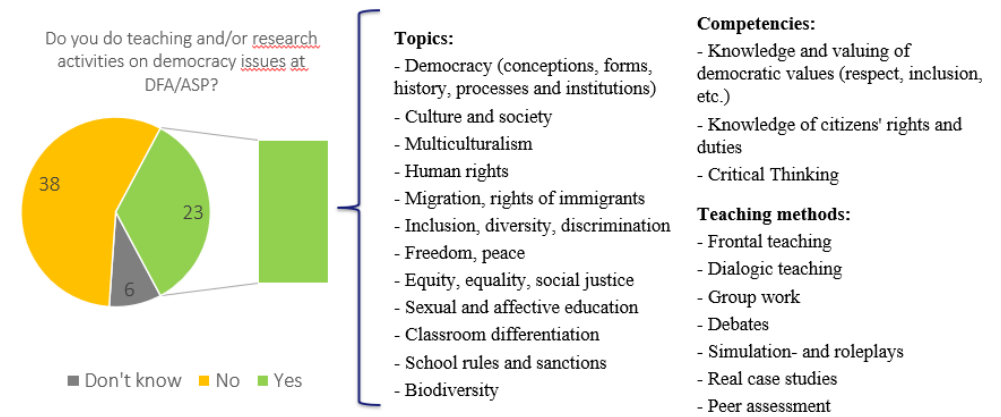 Do you do teaching and/or research
activities on democracy issues at
DFA/ASP?
38
23
6
Don't know
No
Yes
Topics:
- Democracy (conceptions, forms,
history, processes and institutions)
- Culture and society
- Multiculturalism
- Human rights
- Migration, rights of immigrants
- Inclusion, diversity, discrimination
- Freedom, peace
- Equity, equality, social justice
- Sexual and affective education
- Classroom differentiation
- School rules and sanctions
- Biodiversity
Competencies:
- Knowledge and valuing of
democratic values (respect, inclusion,
etc.)
- Knowledge of citizens' rights and
duties
- Critical Thinking
Teaching methods:
- Frontal teaching
- Dialogic teaching
- Group work
- Debates
- Simulation- and roleplays
- Real case studies
- Peer assessment